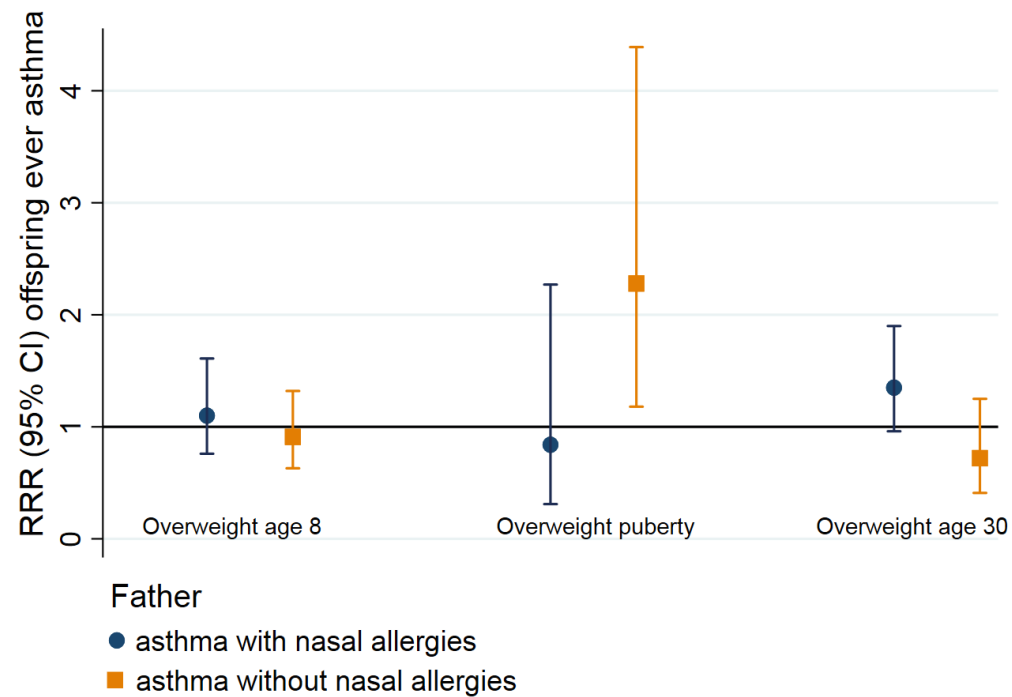 RRR (95% CI) offspring ever asthma
4
3
2
1
0
Overweight age 8
Overweight puberty
Overweight age 30
Father
asthma with nasal allergies
asthma without nasal allergies